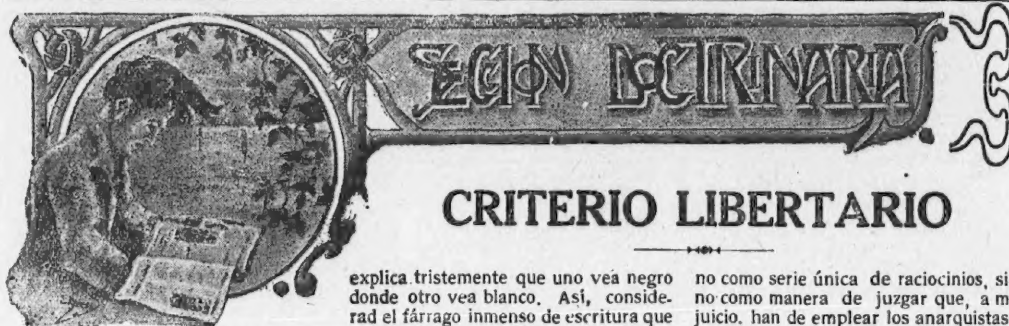 SECCIÓN DOCTRINARIA
CRITERIO LIBERTARIO
explica tristemente que uno vea negro
donde otro vea blanco. Así, conside-
rad el fárrago inmenso de escritura que
no como serie única de raciocinios, si
no como manera de juzgar que, a m
juicio, han de emplear los anarquistas